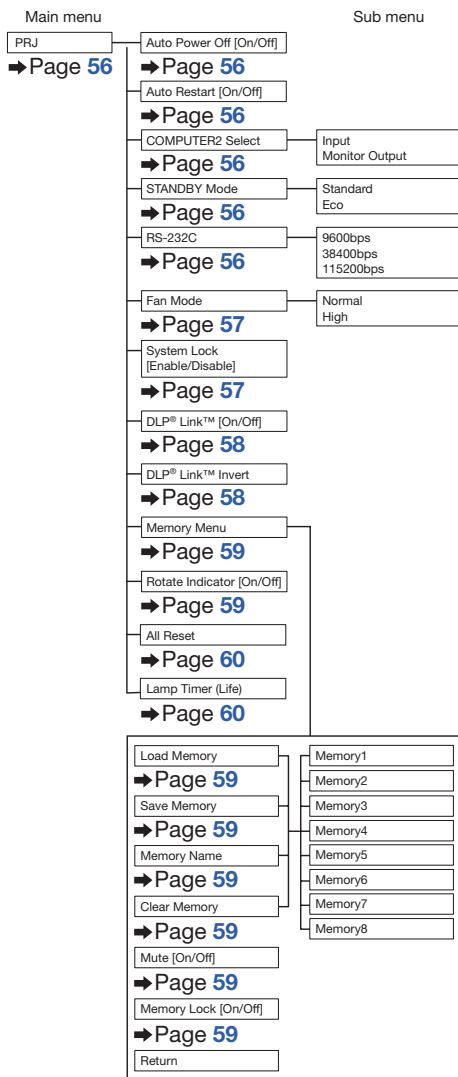 Main menu
Sub menu
PRJ
➡Page 56
Auto Power Off [On/Off]
➡Page 56
Auto Restart [On/Off]
➡Page 56
COMPUTER2 Select
➡Page 56
Input
Monitor Output
STANDBY Mode
➡Page 56
Standard
Eco
RS-232C
➡Page 56
9600bps
38400bps
115200bps
Fan Mode
➡Page 57
Normal
High
System Lock
[Enable/Disable]
➡Page 57
DLP® Link™ [On/Off]
➡Page 58
DLP® Link™ Invert
➡Page 58
Memory Menu
➡Page 59
Rotate Indicator [On/Off]
➡Page 59
All Reset
➡Page 60
Lamp Timer (Life)
➡Page 60
Load Memory
➡Page 59
Save Memory
➡Page 59
Memory Name
➡Page 59
Clear Memory
➡Page 59
Mute [On/Off]
➡Page 59
Memory Lock [On/Off]
➡Page 59
Return
Memory1
Memory2
Memory3
Memory4
Memory5
Memory6
Memory7
Memory8